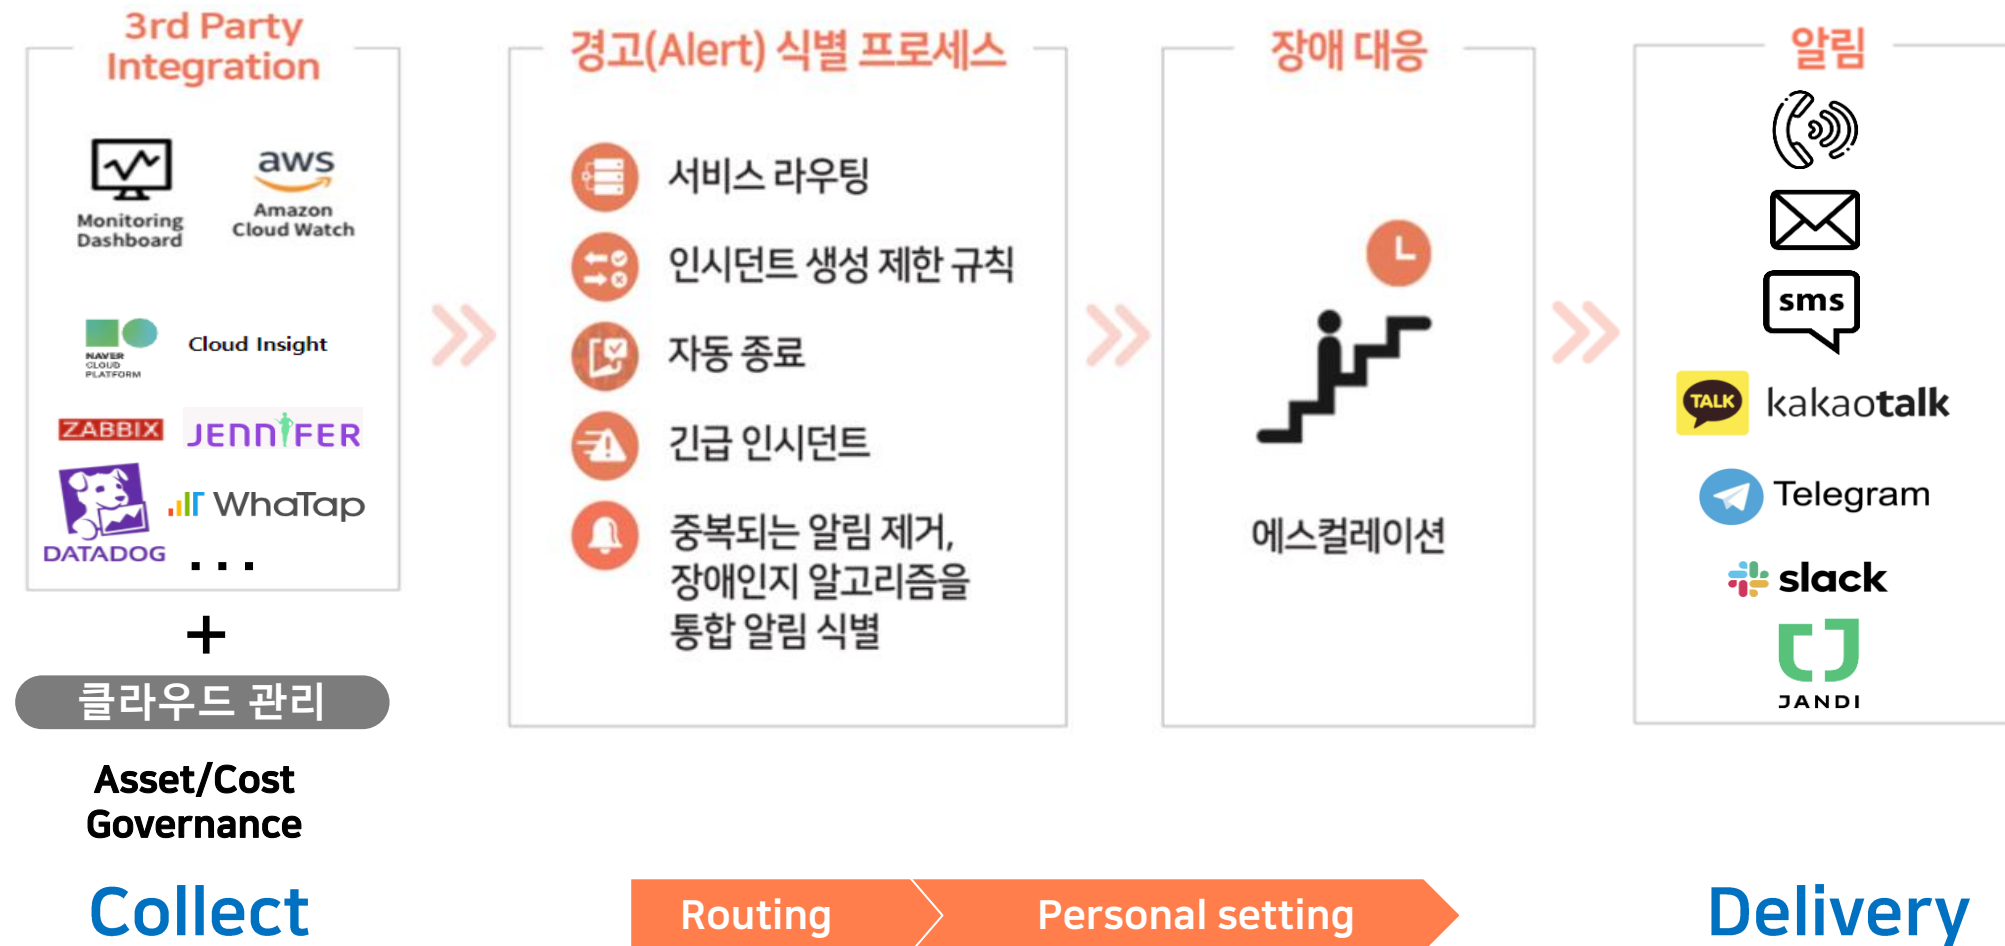 3rd Party
Integration
Monitoring
Dashboard
aws
Amazon
Cloud Watch
NAVER
CLOUD
PLATFORM
Cloud Insight
ZABBIX
JENNIFER
DATADOG
WhaTap
...
+
클라우드 관리
Asset/Cost
Governance
Collect
경고(Alert) 식별 프로세스
서비스 라우팅
인시던트 생성 제한 규칙
자동 종료
긴급 인시던트
중복되는 알림 제거,
장애인지 알고리즘을
통합 알림 식별
장애 대응
에스컬레이션
Routing
Personal setting
알림
sms
TALK
kakaotalk
Telegram
slack
JANDI
Delivery